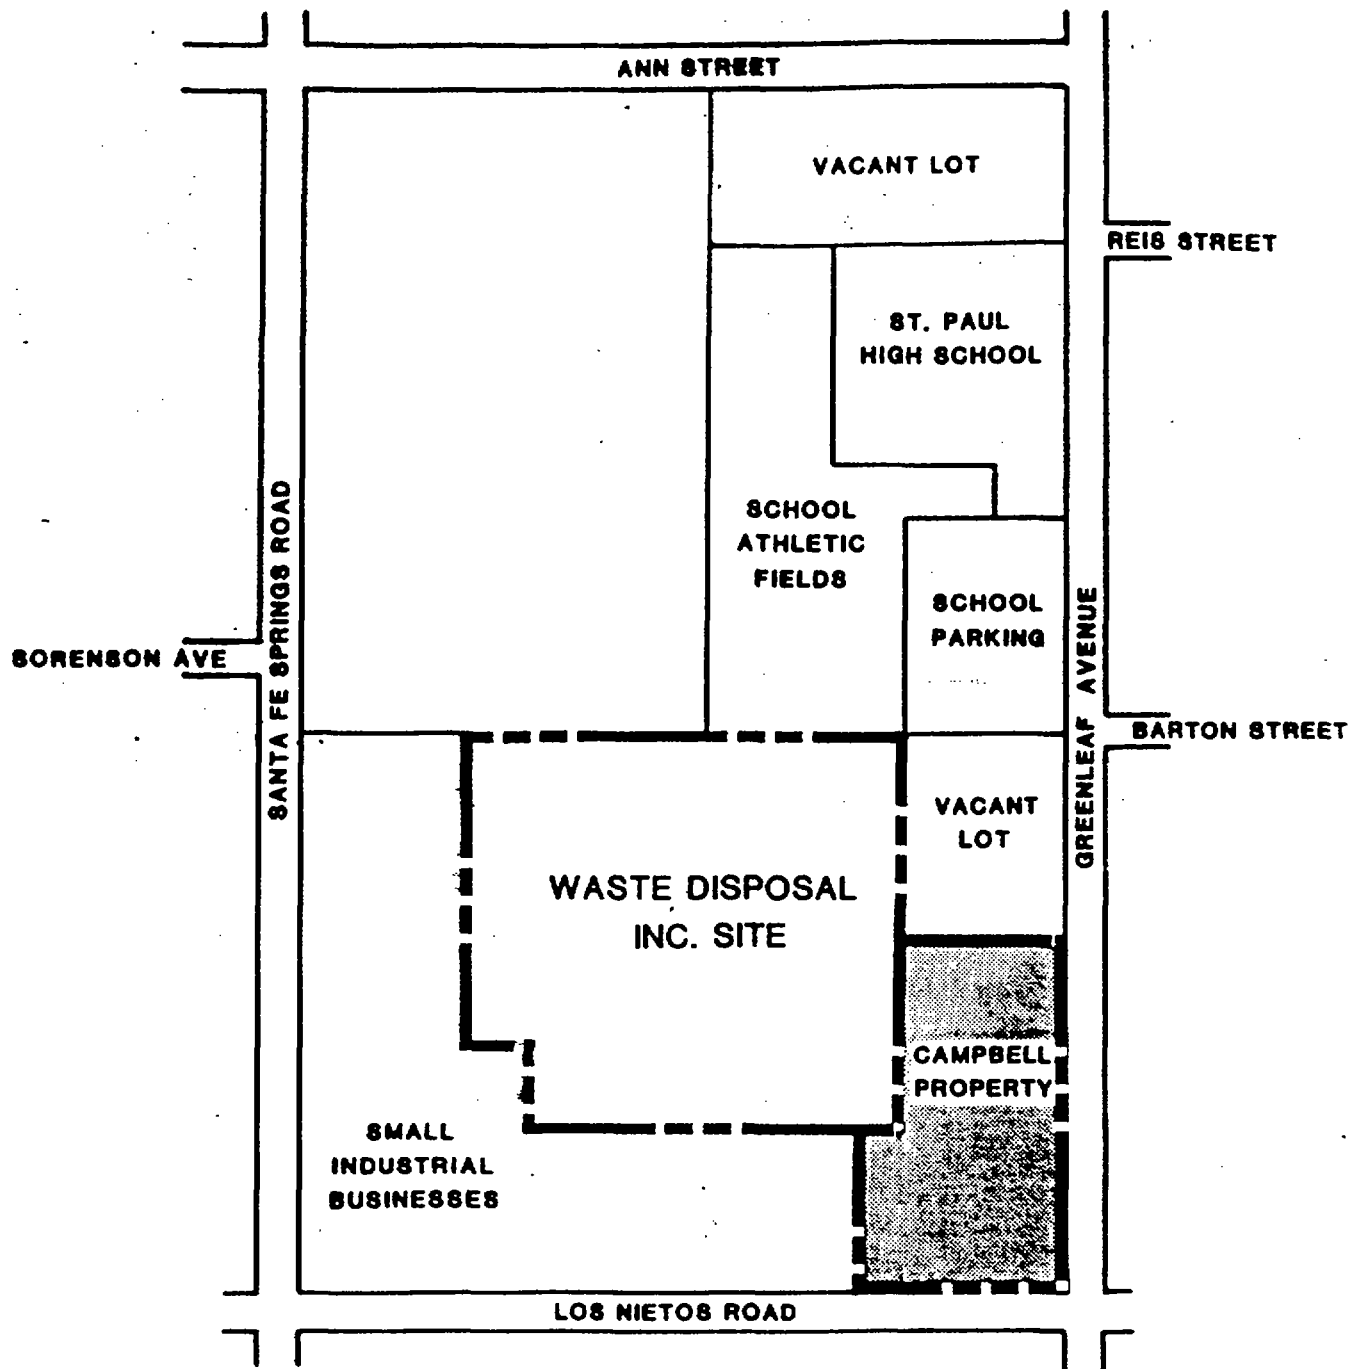 ANN STREET
VACANT LOT
REIS STREET
ST. PAUL
HIGH SCHOOL
SCHOOL
ATHLETIC
FIELDS
SCHOOL
PARKING
SANTA FE SPRINGS ROAD
SORENSON AVE
GREENLEAF AVENUE
BARTON STREET
VACANT
LOT
WASTE DISPOSAL
INC. SITE
CAMPBELL
PROPERTY
SMALL
INDUSTRIAL
BUSINESSES
LOS NIETOS ROAD